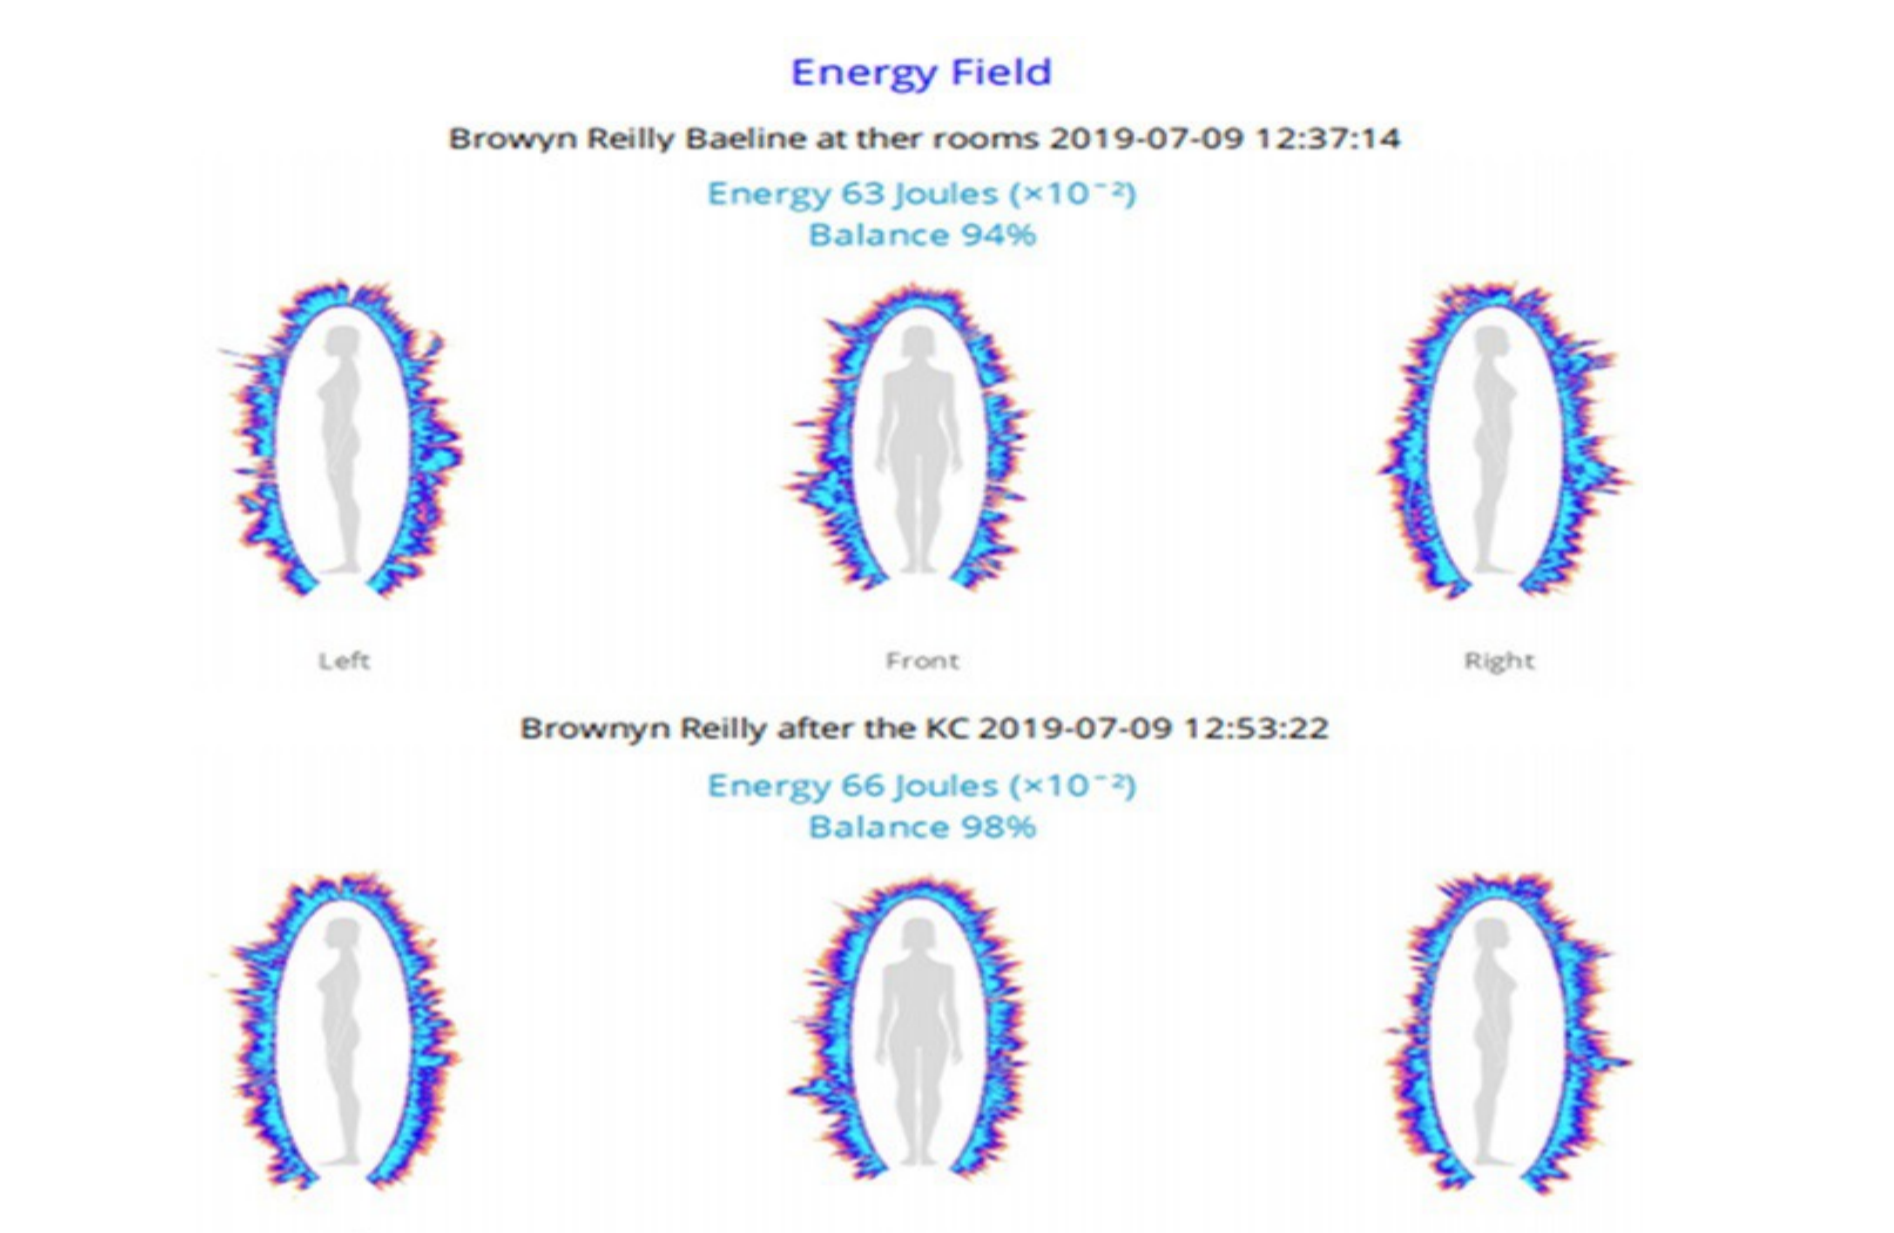 Energy Field
Browyn Reilly Baeline at ther rooms 2019-07-09 12:37:14
Energy 63 Joules (×10⁻²)
Balance 94%
Left Front Right
Brownyn Reilly after the KC 2019-07-09 12:53:22
Energy 66 Joules (×10⁻²)
Balance 98%